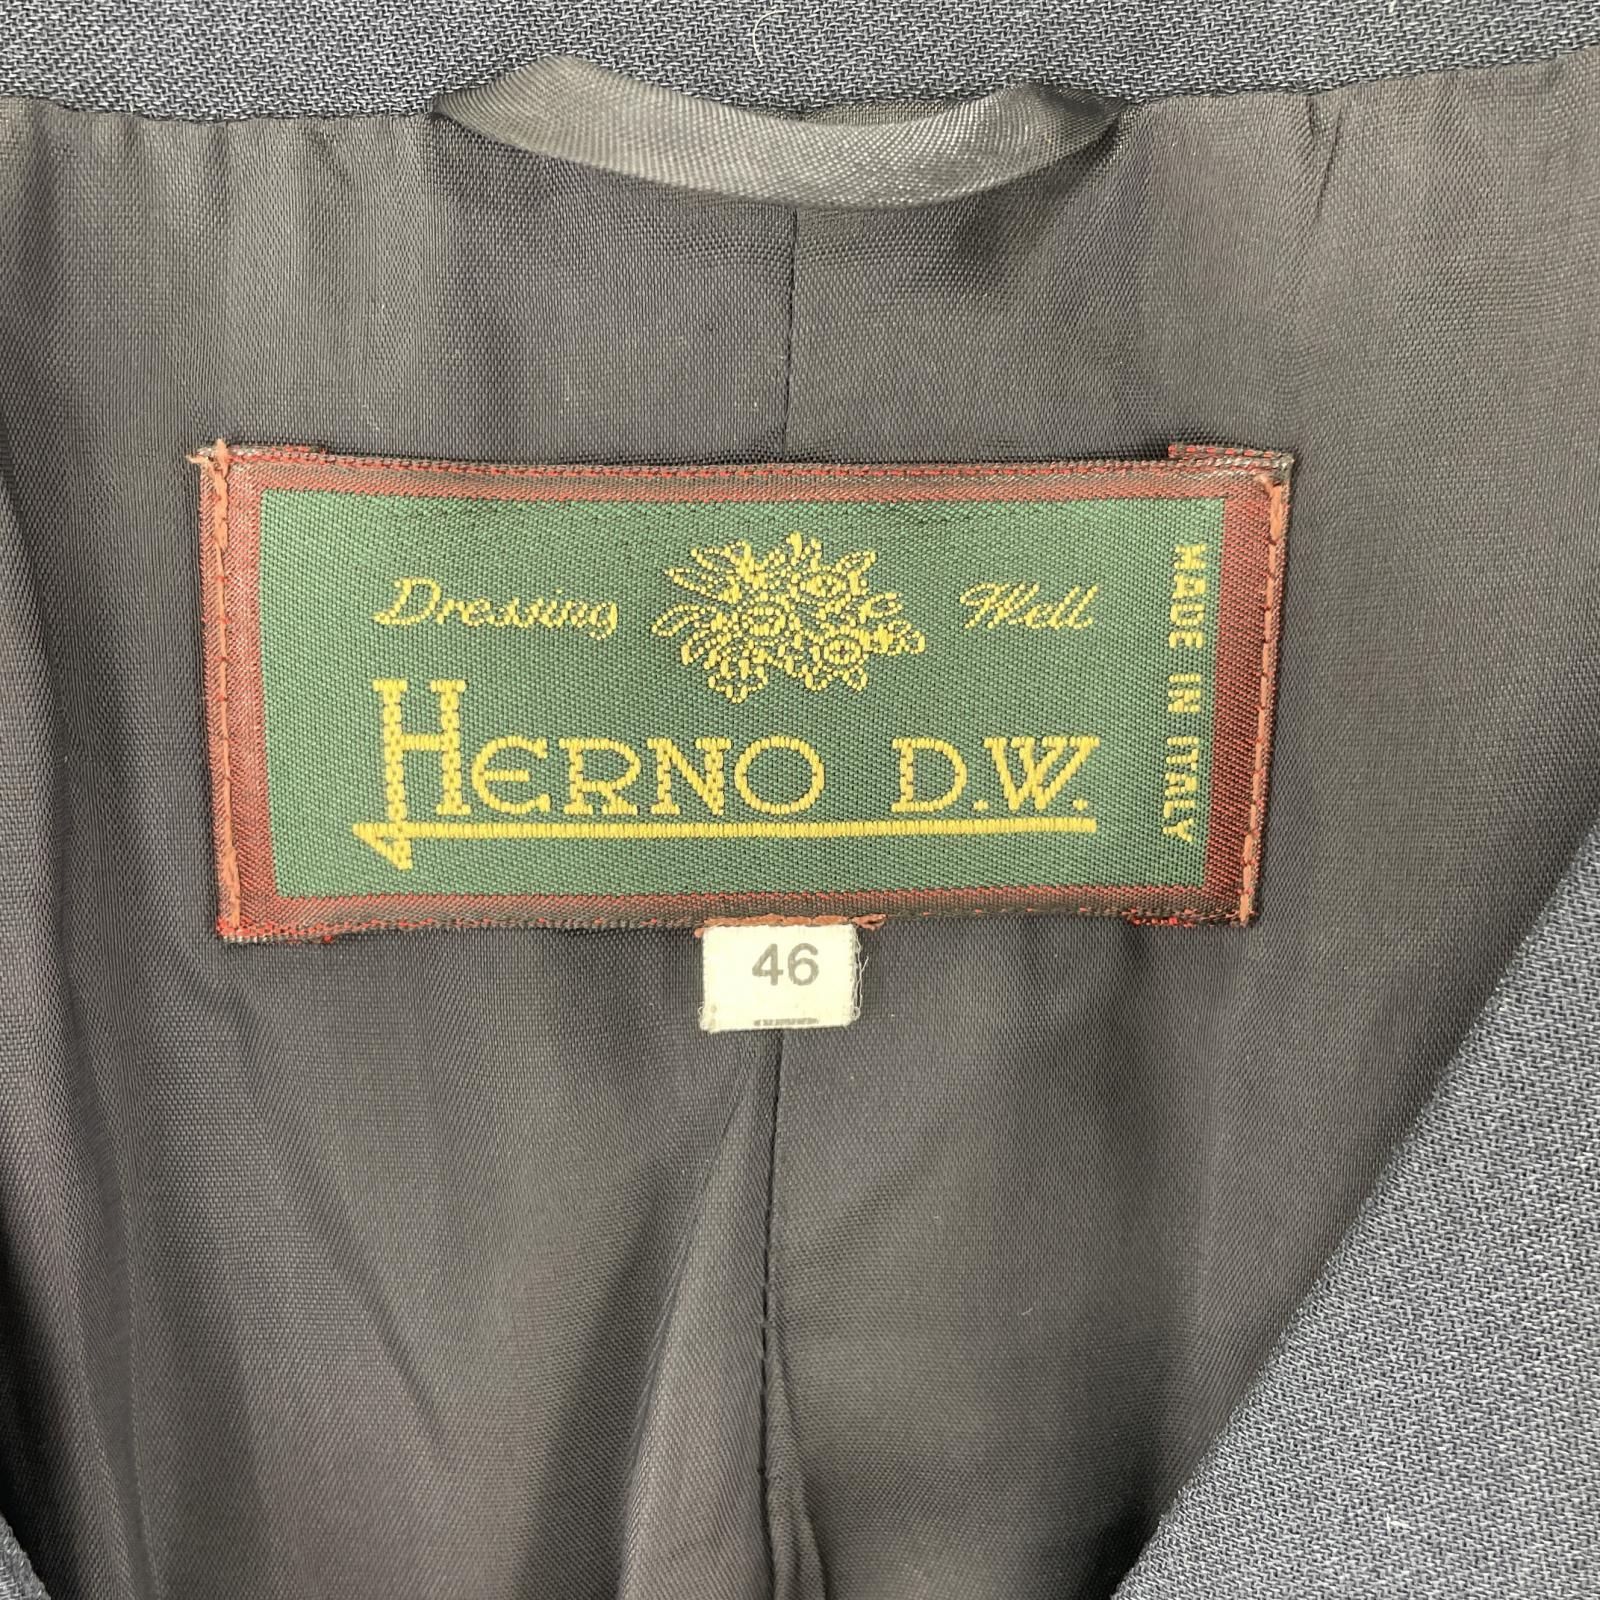 Dressing Well
HERNO D.W.
MADE IN ITALY
46